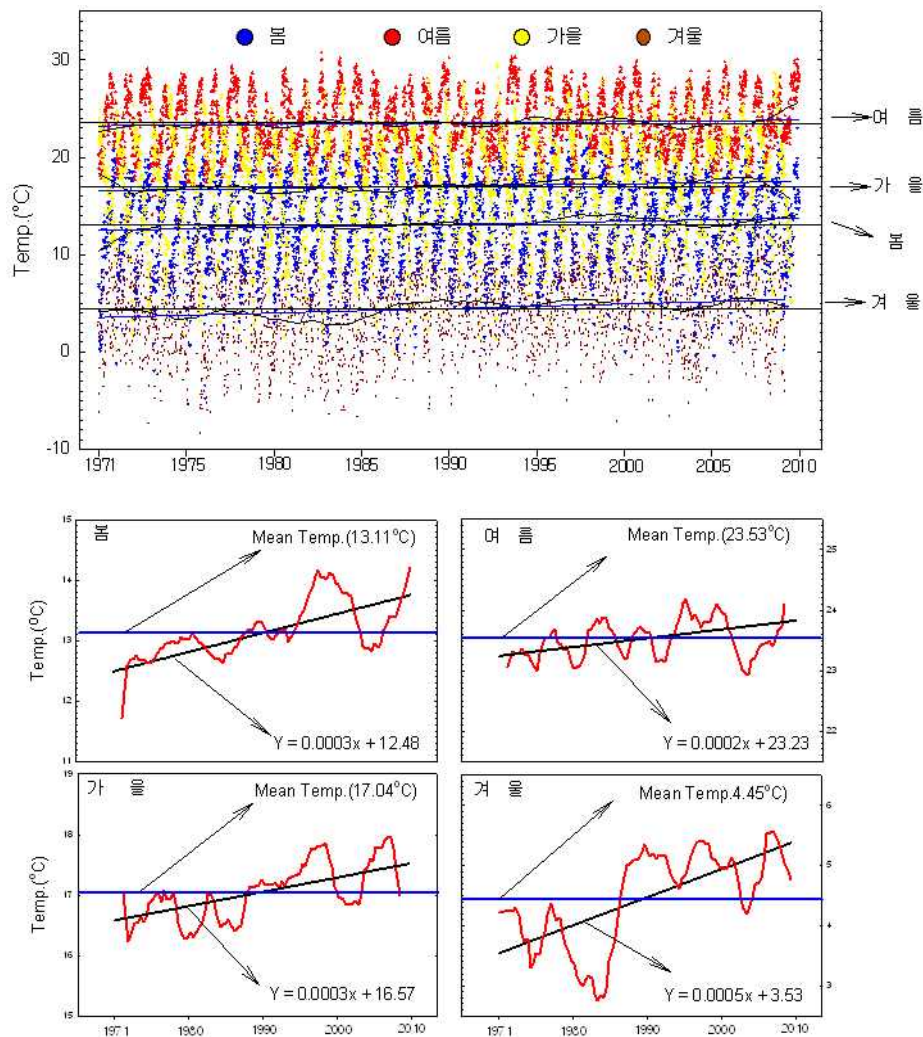 봄 여름 가을 겨울
Temp.(°C)
30
20
10
0
-10
1971 1975 1980 1985 1990 1995 2000 2005 2010
여 름
가 을
봄
겨 울
봄
Mean Temp.(13.11°C)
Temp.(°C)
15
14
13
12
11
Y = 0.0003x + 12.48
여 름
Mean Temp.(23.53°C)
25
24
23
22
21
Y = 0.0002x + 23.23
가 을
Mean Temp.(17.04°C)
Temp.(°C)
19
18
17
16
15
Y = 0.0003x + 16.57
1971 1980 1990 2000 2010
겨 울
Mean Temp.4.45°C)
6
5
4
3
Y = 0.0005x + 3.53
1971 1980 1990 2000 2010